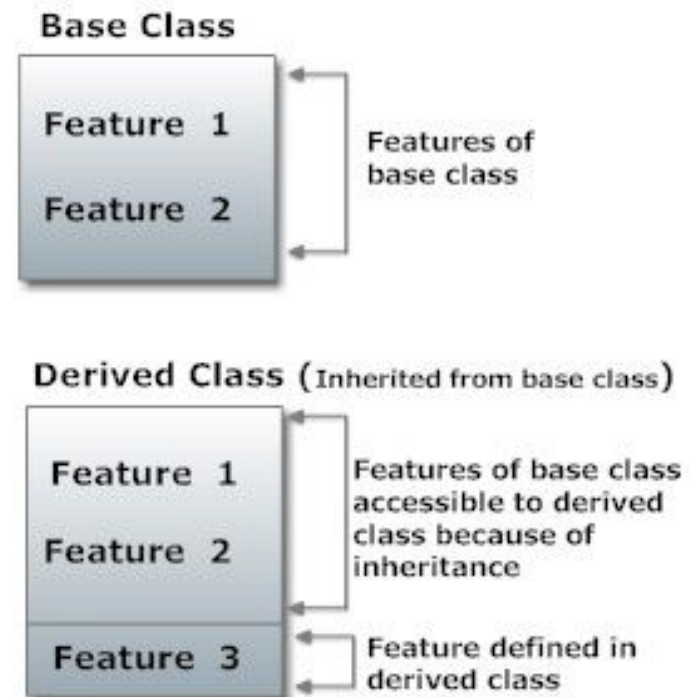 Base Class
Feature 1
Feature 2
Features of
base class
Derived Class (Inherited from base class)
Feature 1
Feature 2
Features of base class
accessible to derived
class because of
inheritance
Feature 3
Feature defined in
derived class